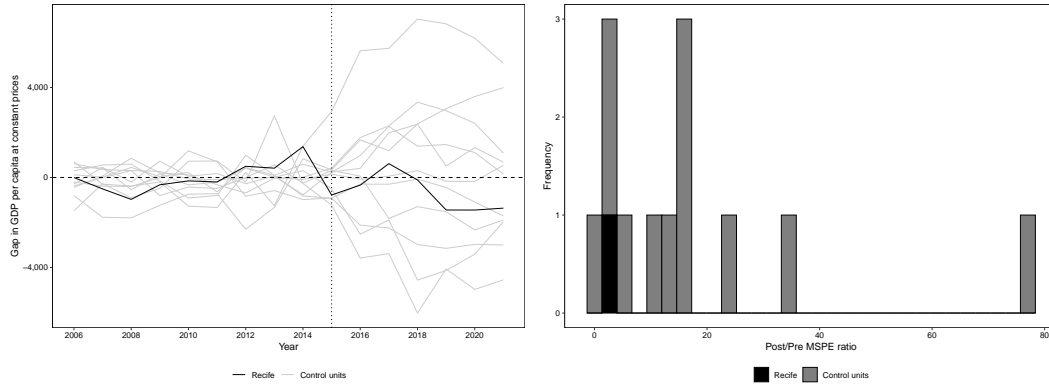 Gap in GDP per capita at constant prices
4,000
0
−4,000
2006 2008 2010 2012 2014 2016 2018 2020
Year
Recife Control units
Frequency
3
2
1
0
0 20 40 60 80
Post/Pre MSPE ratio
Recife Control units